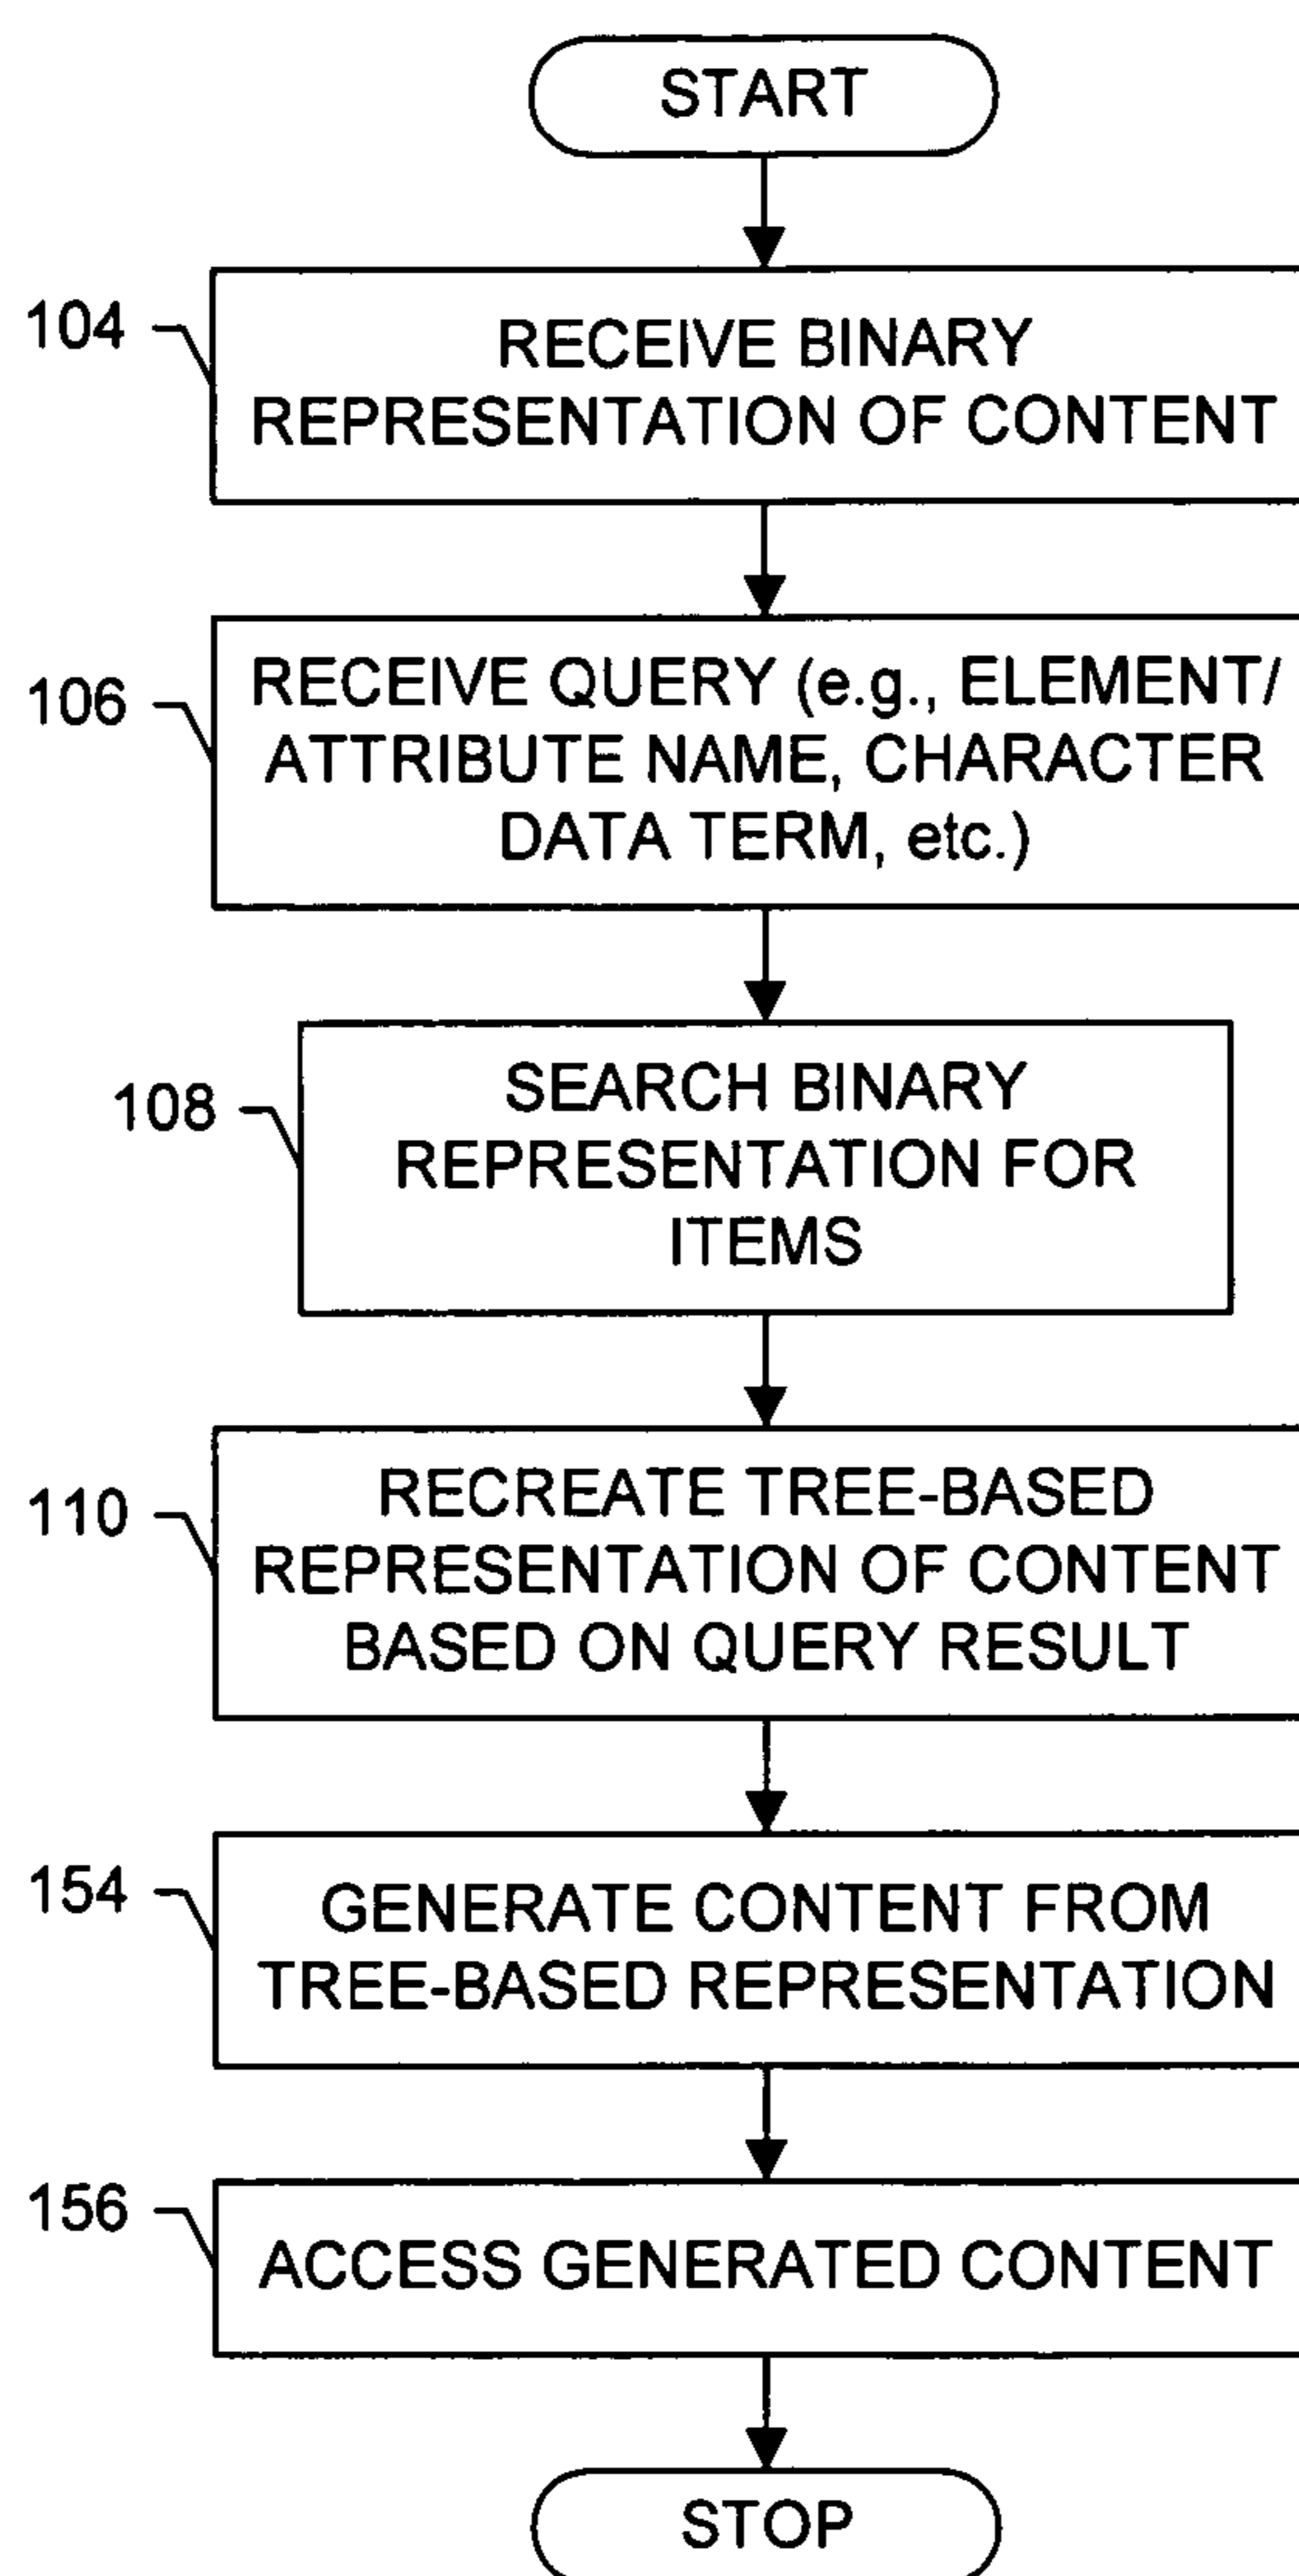 START
104
RECEIVE BINARY
REPRESENTATION OF CONTENT
106
RECEIVE QUERY (e.g., ELEMENT/
ATTRIBUTE NAME, CHARACTER
DATA TERM, etc.)
108
SEARCH BINARY
REPRESENTATION FOR
ITEMS
110
RECREATE TREE-BASED
REPRESENTATION OF CONTENT
BASED ON QUERY RESULT
154
GENERATE CONTENT FROM
TREE-BASED REPRESENTATION
156
ACCESS GENERATED CONTENT
STOP